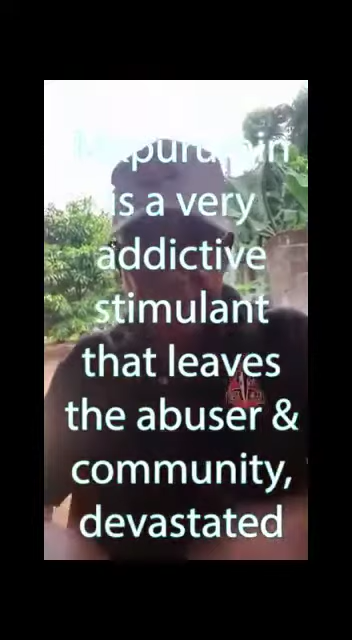 is a very
addictive
stimulant
that leaves
the abuser &
community,
devastated